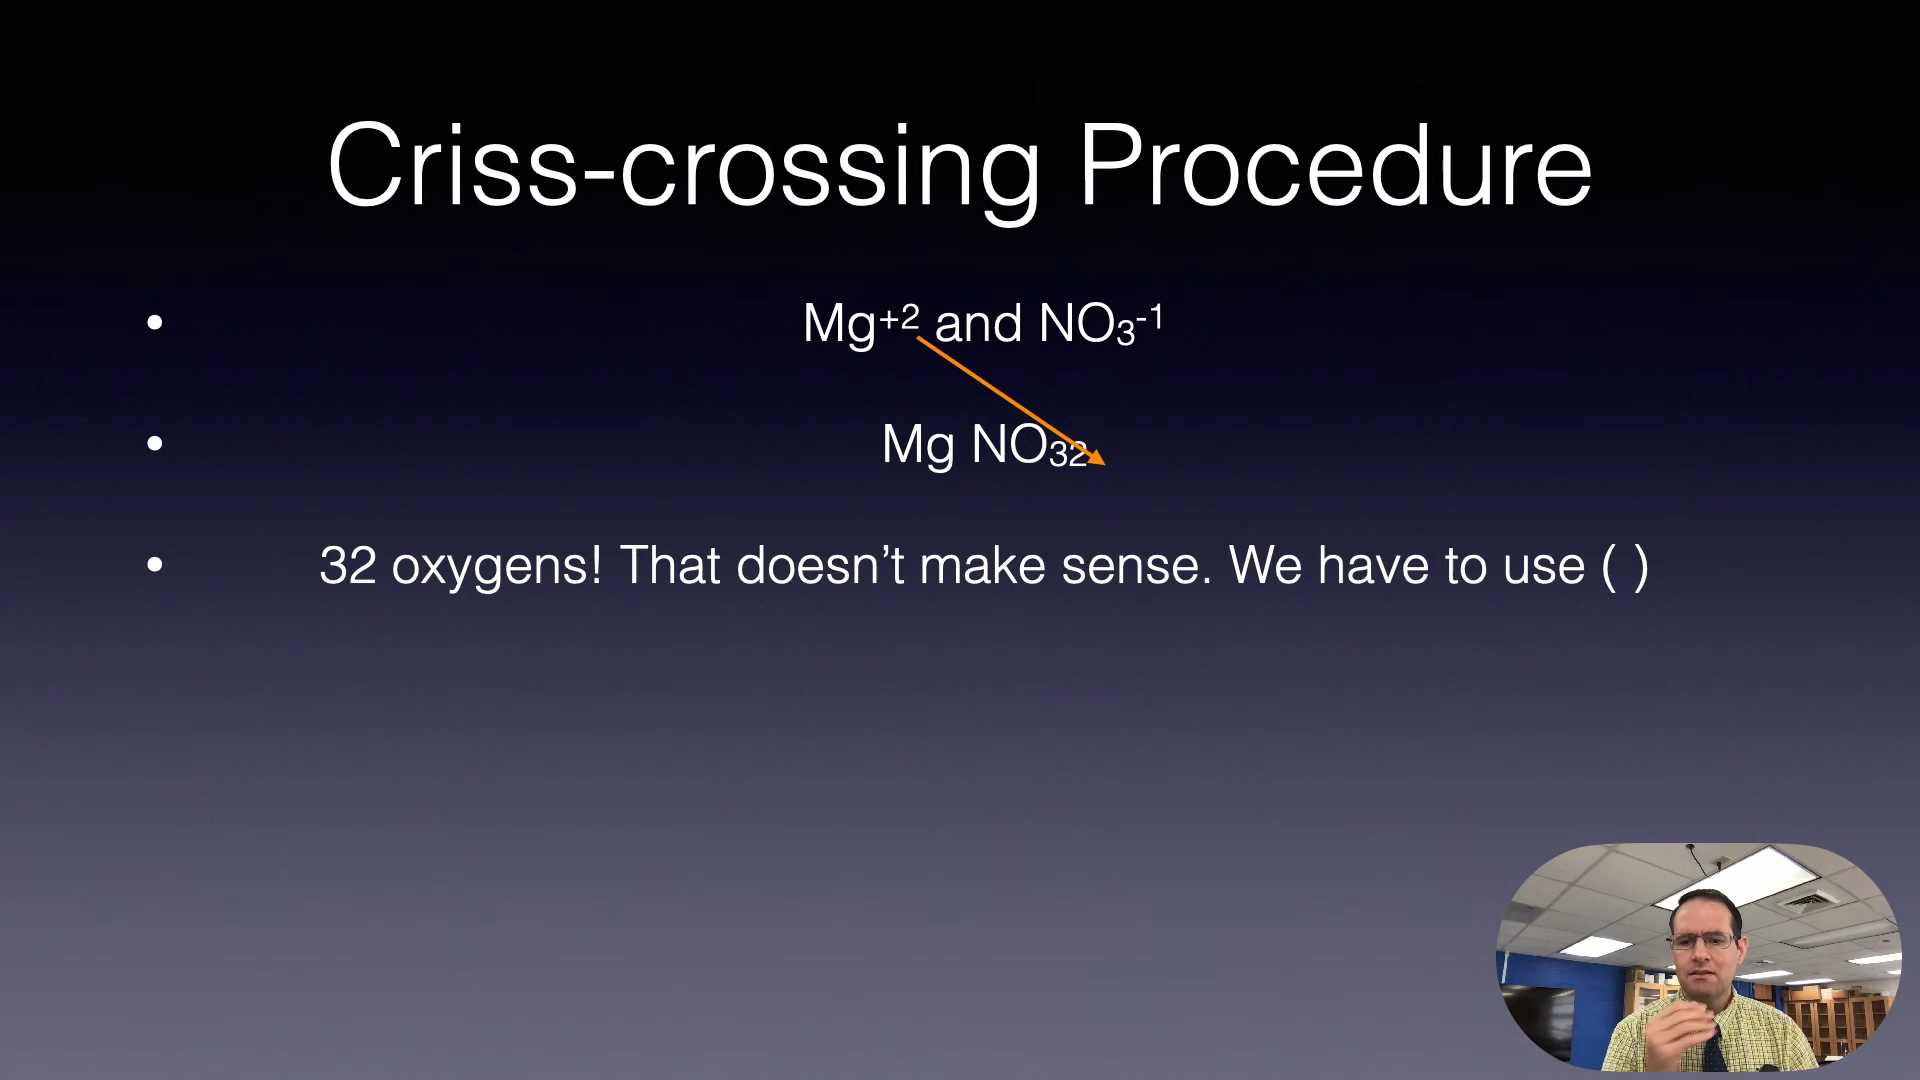 Criss-crossing Procedure
• Mg⁺² and NO₃⁻¹
• Mg NO₃₂
• 32 oxygens! That doesn’t make sense. We have to use ( )